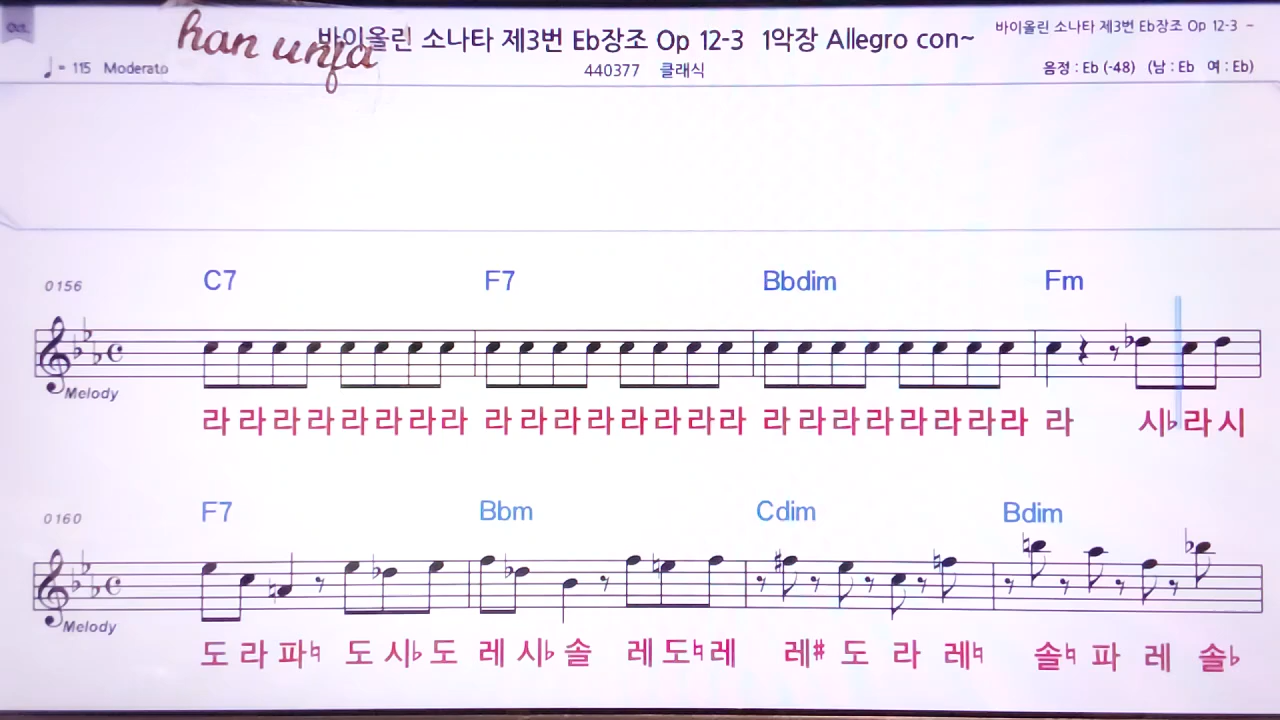 Oct.
han unfa
바이올린 소나타 제3번 Eb장조 Op 12-3 1악장 Allegro con~
바이올린 소나타 제3번 Eb장조 Op 12-3 ~
♩= 115 Moderato
440377 클래식
음정 : Eb (-48) (남 : Eb 여 : Eb)
0156
C7 F7 Bbdim Fm
Melody
라 라 라 라 라 라 라 라 라 라 라 라 라 라 라 라 라 라 라 라 라 라 라 라 라 시♭ 라 시
0160
F7 Bbm Cdim Bdim
Melody
도 라 파♮ 도 시♭ 도 레 시♭ 솔 레 도♮ 레 레# 도 라 레♮ 솔♮ 파 레 솔♭